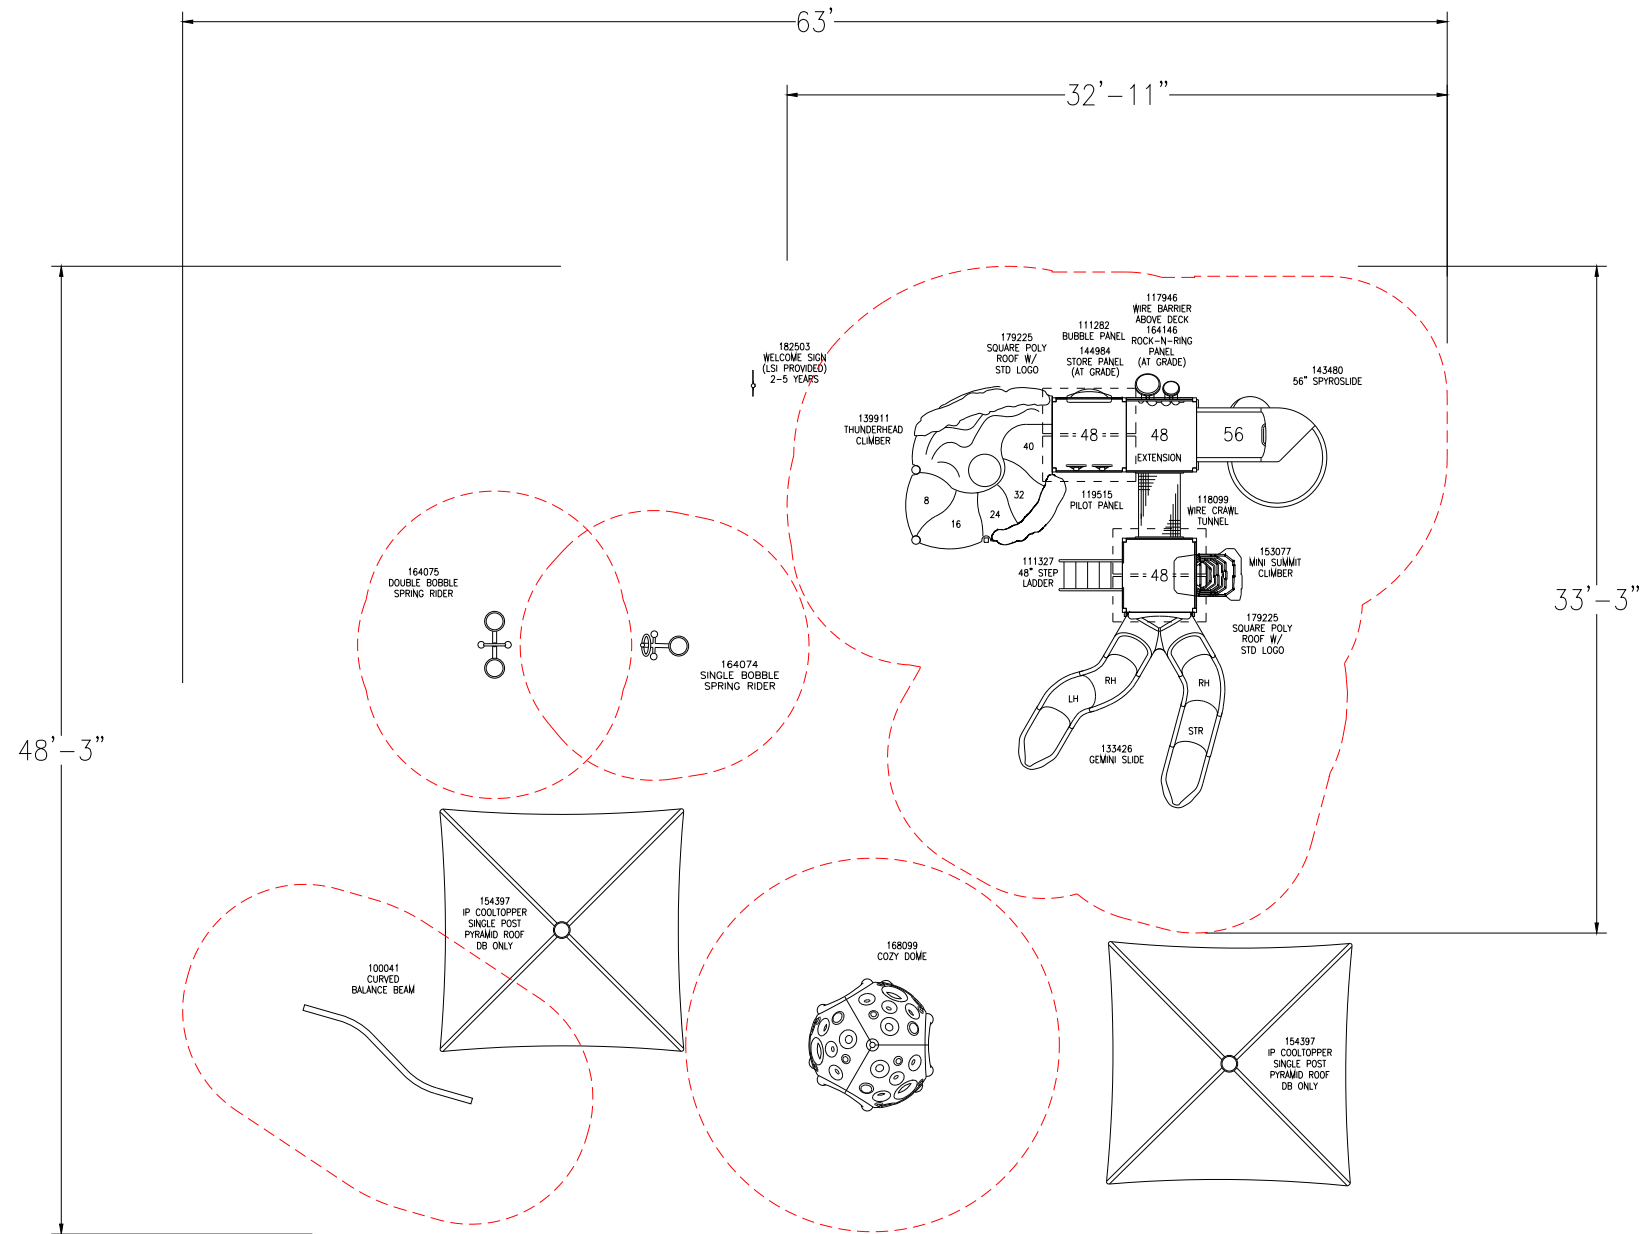 63'
32'-11"
117946
WIRE BARRIER
ABOVE DECK
164146
ROCK-N-RING
PANEL
(AT GRADE)
111282
BUBBLE PANEL
144984
STORE PANEL
(AT GRADE)
179225
SQUARE POLY
ROOF W/
STD LOGO
182503
WELCOME SIGN
(LSI PROVIDED)
2-5 YEARS
143480
56" SPYROSLIDE
139911
THUNDERHEAD
CLIMBER
40
48
48
EXTENSION
56
32
24
16
8
119515
PILOT PANEL
118099
WIRE CRAWL
TUNNEL
111327
48" STEP
LADDER
48
153077
MINI SUMMIT
CLIMBER
179225
SQUARE POLY
ROOF W/
STD LOGO
33'-3"
164075
DOUBLE BOBBLE
SPRING RIDER
164074
SINGLE BOBBLE
SPRING RIDER
RH
LH
RH
STR
133426
GEMINI SLIDE
48'-3"
154397
IP COOLTOPPER
SINGLE POST
PYRAMID ROOF
DB ONLY
100041
CURVED
BALANCE BEAM
168099
COZY DOME
154397
IP COOLTOPPER
SINGLE POST
PYRAMID ROOF
DB ONLY